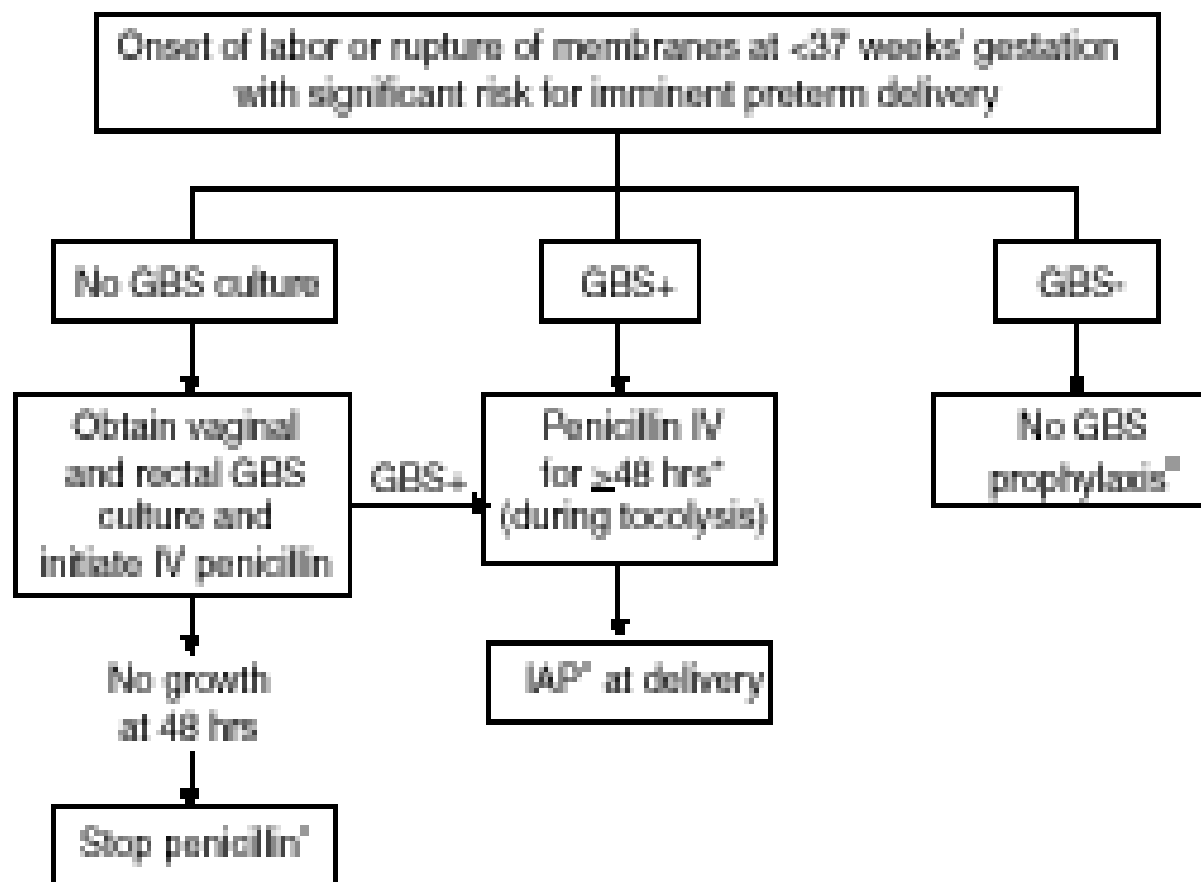 Onset of labor or rupture of membranes at <37 weeks' gestation
with significant risk for imminent preterm delivery
No GBS culture
GBS+
GBS-
Obtain vaginal
and rectal GBS
culture and
initiate IV penicillin
GBS+
Penicillin IV
for ≥48 hrs*
(during tocolysis)
No GBS
prophylaxis
No growth
at 48 hrs
IAP* at delivery
Stop penicillin*